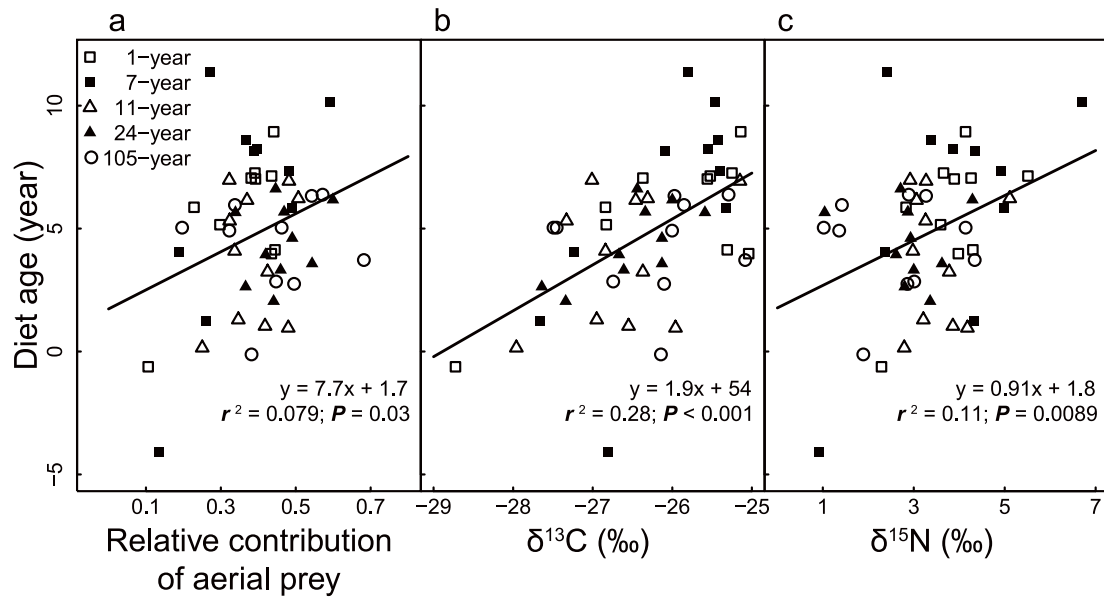 a
b
c
1−year
7−year
11−year
24−year
105−year
Diet age (year)
10
5
0
−5
y = 7.7x + 1.7
r² = 0.079; P = 0.03
y = 1.9x + 54
r² = 0.28; P < 0.001
y = 0.91x + 1.8
r² = 0.11; P = 0.0089
0.1 0.3 0.5 0.7
−29 −28 −27 −26 −25
1 3 5 7
Relative contribution
of aerial prey
δ¹³C (‰)
δ¹⁵N (‰)